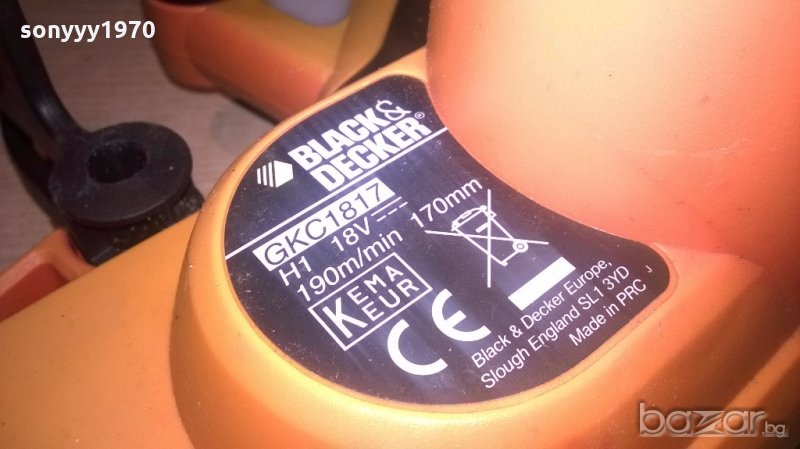 sonyyy1970
BLACK&
DECKER®
GKC1817
H1 18V
190m/min 170mm
KEMA
KEUR
CE
Black & Decker Europe,
Slough England SL1 3YD
Made in PRC J
bazar.bg